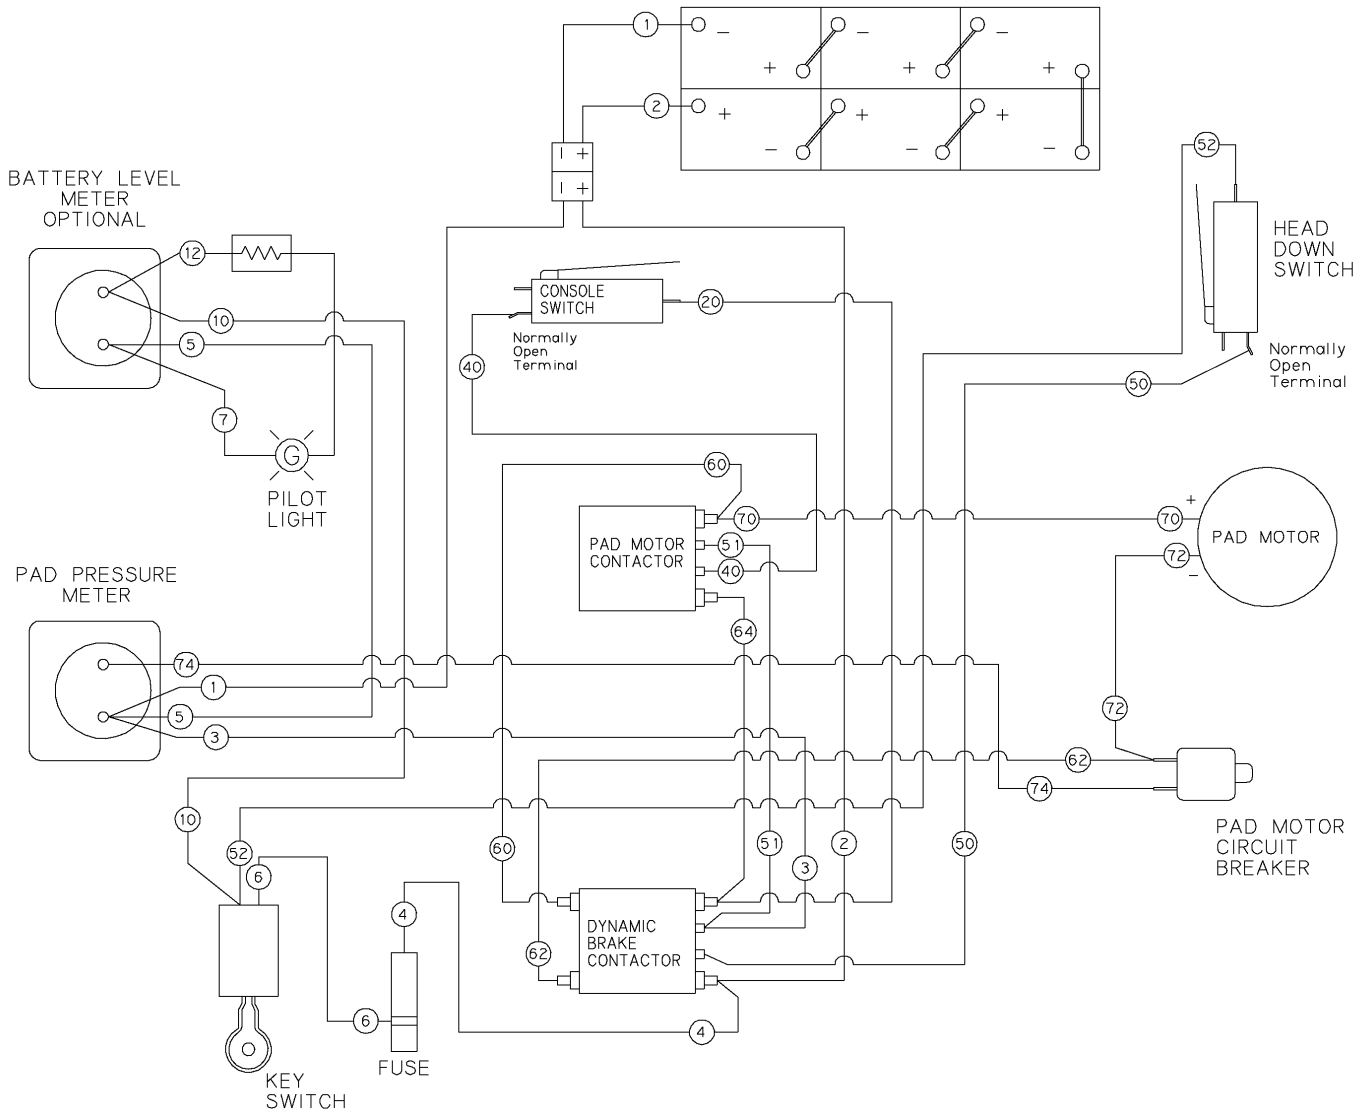 1
−
−
−
+
+
+
2
+
+
+
−
−
−
− +
− +
52
BATTERY LEVEL
METER
OPTIONAL
12
10
5
7
G
PILOT
LIGHT
CONSOLE
SWITCH
20
Normally
Open
Terminal
40
HEAD
DOWN
SWITCH
Normally
Open
Terminal
50
60
PAD MOTOR
CONTACTOR
70
51
40
64
70
+
72
−
PAD MOTOR
PAD PRESSURE
METER
74
1
5
3
72
62
74
PAD MOTOR
CIRCUIT
BREAKER
10
52
6
60
51
3
2
50
4
DYNAMIC
BRAKE
CONTACTOR
62
6
4
FUSE
KEY
SWITCH